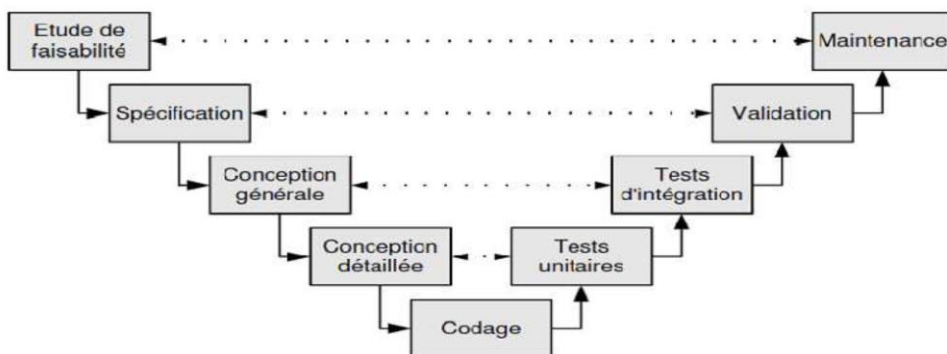 Etude de
faisabilité
Maintenance
Spécification
Validation
Conception
générale
Tests
d'intégration
Conception
détaillée
Tests
unitaires
Codage